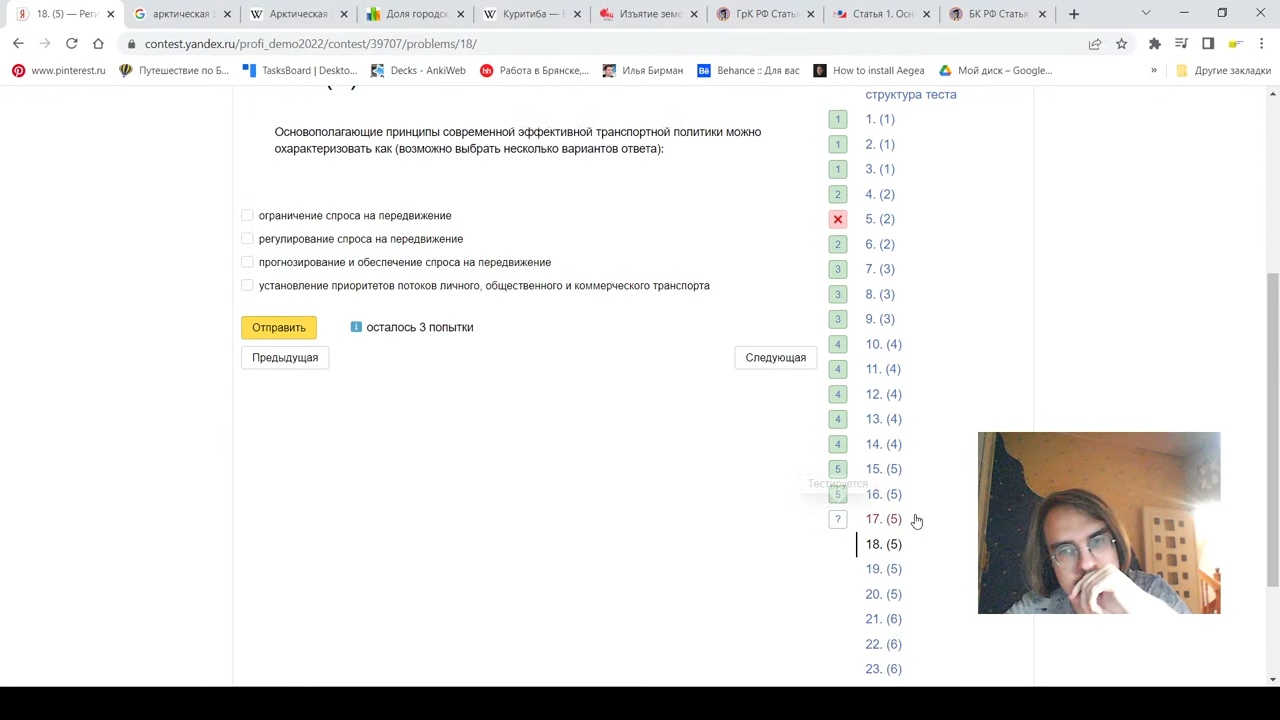 18. (5) — Реги
арктическая з
Арктическая з
Доля городск
Куритиба — В
Изъятие земе
ГрК РФ Стать
Статья 1. Осн
БК РФ Статья
contest.yandex.ru/profi_demo2022/contest/39707/problems/18/
www.pinterest.ru
Путешествие по Б...
TasksBoard | Deskto...
Decks - AnkiWeb
Работа в Брянске,...
Илья Бирман
Behance :: Для вас
How to install Aegea
Мой диск – Google...
»
Другие закладки
структура теста
Основополагающие принципы современной эффективной транспортной политики можно
охарактеризовать как (возможно выбрать несколько вариантов ответа):
ограничение спроса на передвижение
регулирование спроса на передвижение
прогнозирование и обеспечение спроса на передвижение
установление приоритетов потоков личного, общественного и коммерческого транспорта
Отправить
осталось 3 попытки
Предыдущая
Следующая
1 1. (1)
1 2. (1)
1 3. (1)
2 4. (2)
5. (2)
2 6. (2)
3 7. (3)
3 8. (3)
3 9. (3)
4 10. (4)
4 11. (4)
4 12. (4)
4 13. (4)
4 14. (4)
5 15. (5)
Тестируется
5 16. (5)
? 17. (5)
18. (5)
19. (5)
20. (5)
21. (6)
22. (6)
23. (6)